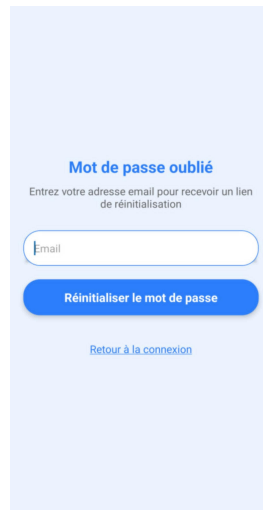 Mot de passe oublié
Entrez votre adresse email pour recevoir un lien
de réinitialisation
Email
Réinitialiser le mot de passe
Retour à la connexion